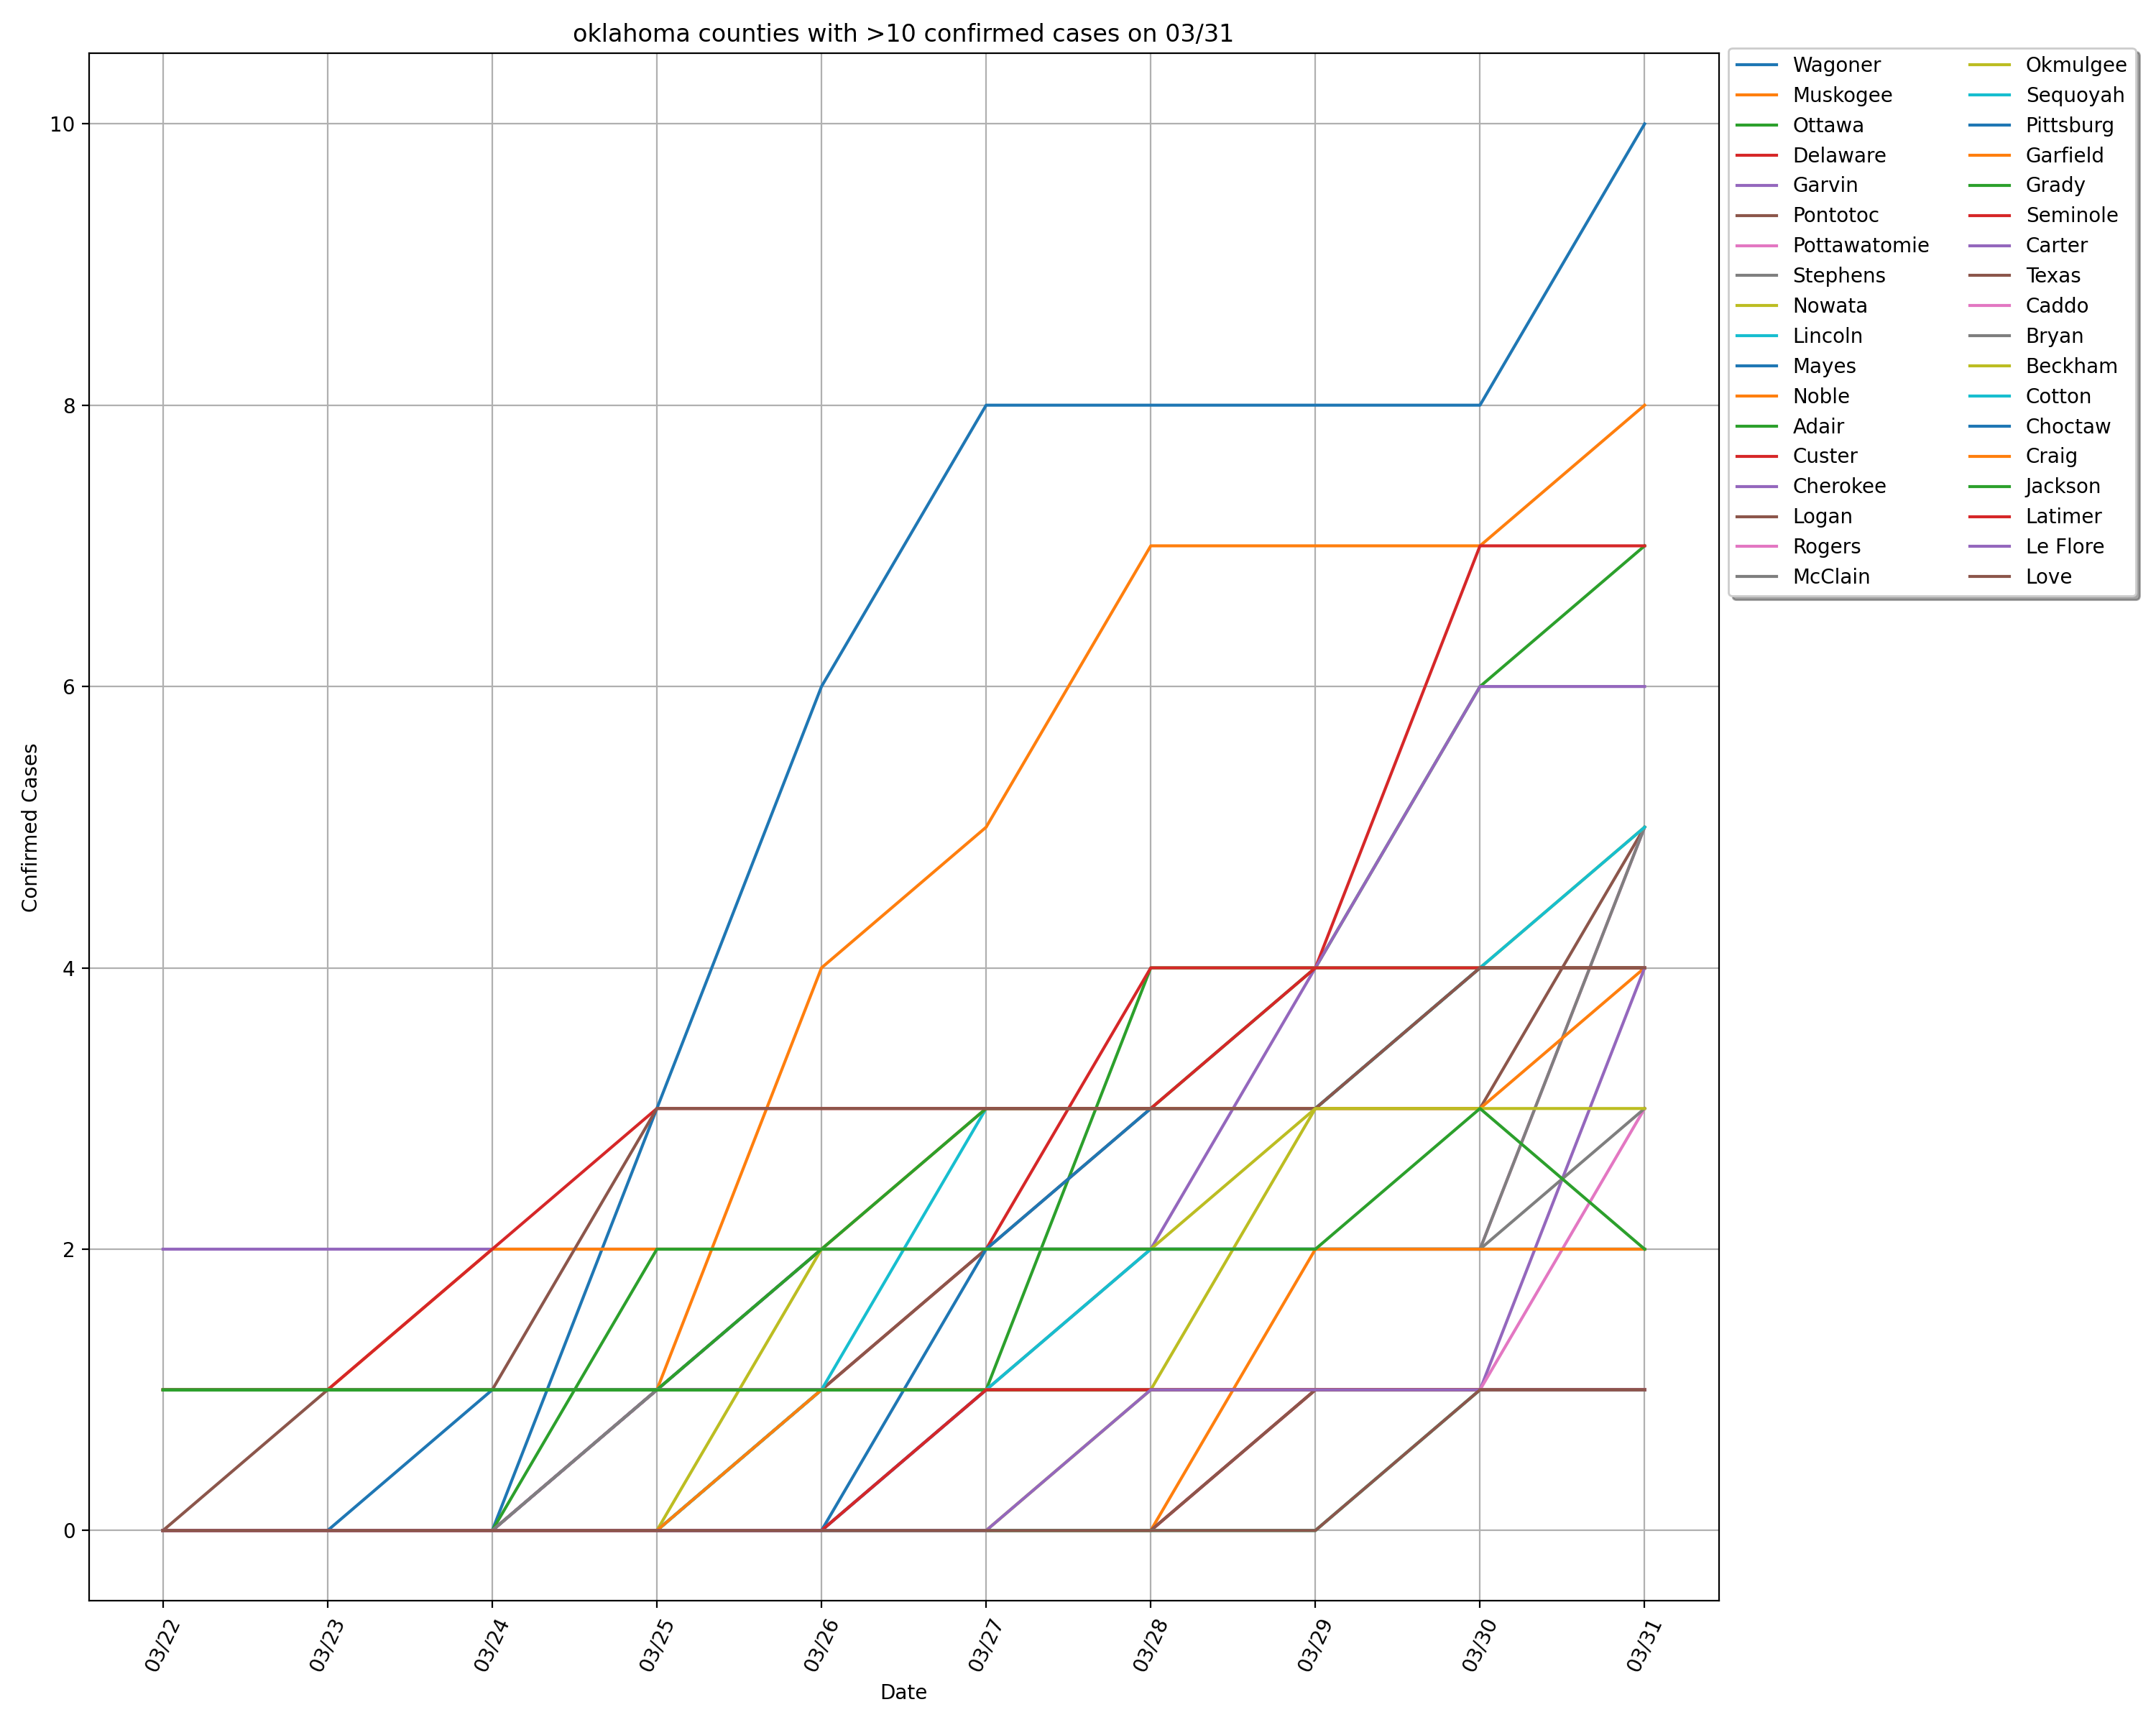 oklahoma counties with >10 confirmed cases on 03/31
10
8
6
4
2
0
Confirmed Cases
03/22
03/23
03/24
03/25
03/26
03/27
03/28
03/29
03/30
03/31
Date
Wagoner
Muskogee
Ottawa
Delaware
Garvin
Pontotoc
Pottawatomie
Stephens
Nowata
Lincoln
Mayes
Noble
Adair
Custer
Cherokee
Logan
Rogers
McClain
Okmulgee
Sequoyah
Pittsburg
Garfield
Grady
Seminole
Carter
Texas
Caddo
Bryan
Beckham
Cotton
Choctaw
Craig
Jackson
Latimer
Le Flore
Love